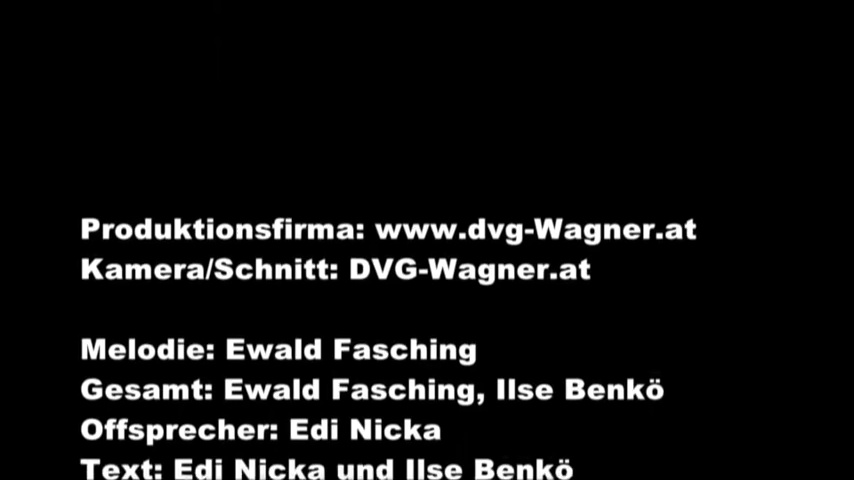 Produktionsfirma: www.dvg-Wagner.at
Kamera/Schnitt: DVG-Wagner.at
Melodie: Ewald Fasching
Gesamt: Ewald Fasching, Ilse Benkö
Offsprecher: Edi Nicka
Text: Edi Nicka und Ilse Benkö